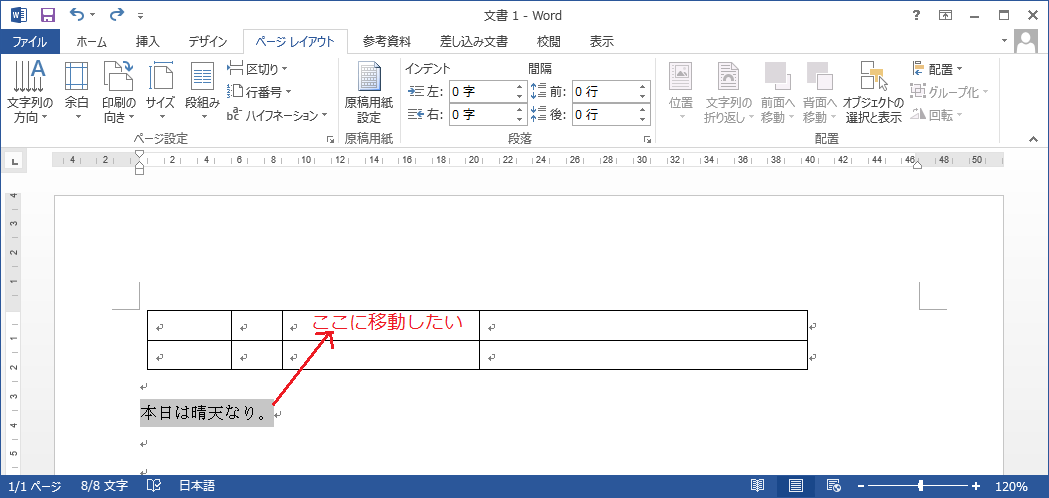 文書 1 - Word
ファイル ホーム 挿入 デザイン ページ レイアウト 参考資料 差し込み文書 校閲 表示
文字列の方向 余白 印刷の向き サイズ 段組み
区切り
行番号
ハイフネーション
ページ設定
原稿用紙設定
原稿用紙
インデント 間隔
左: 0 字 前: 0 行
右: 0 字 後: 0 行
段落
位置 文字列の折り返し 前面へ移動 背面へ移動 オブジェクトの選択と表示
配置
グループ化
回転
配置
4 2 2 4 6 8 10 12 14 16 18 20 22 24 26 28 30 32 34 36 38 40 42 44 46 48 50
4
3
2
1
1
2
3
4
5
ここに移動したい
本日は晴天なり。
1/1 ページ 8/8 文字 日本語 120%